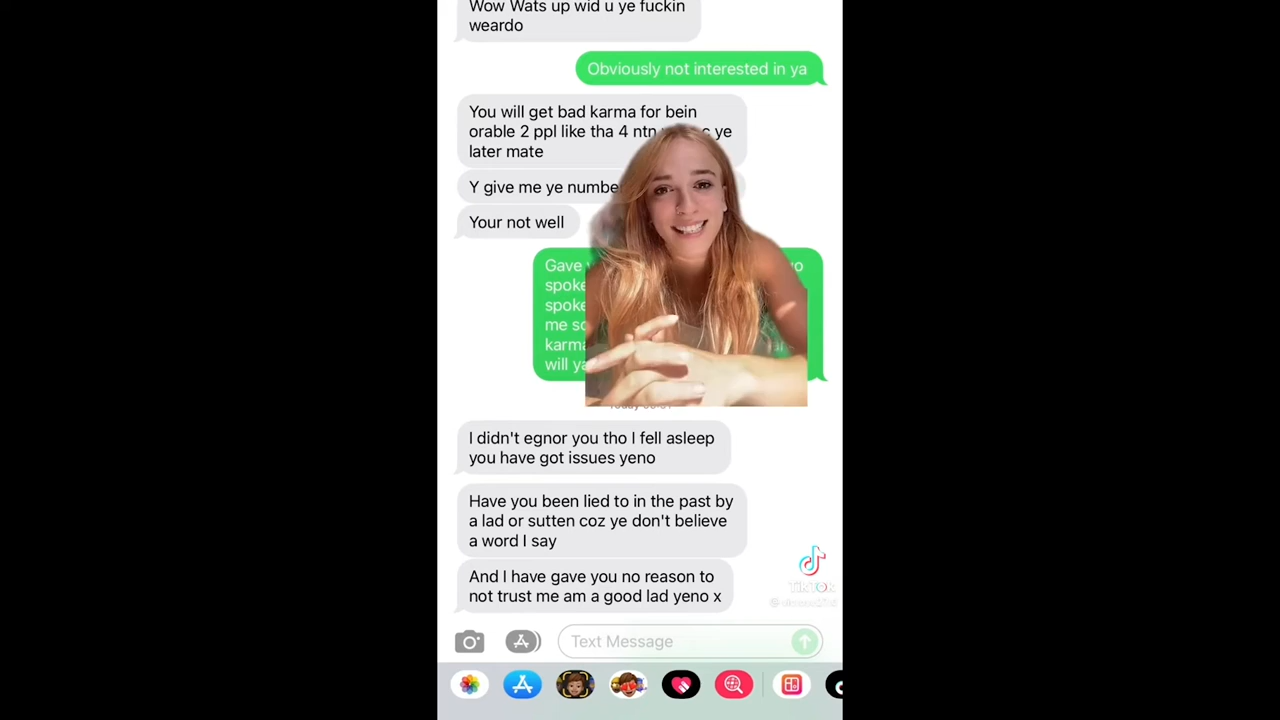 Wow Wats up wid u ye fuckin
weardo
Obviously not interested in ya
You will get bad karma for bein
orable 2 ppl like tha 4 ntn ye
later mate
Y give me ye number
Your not well
Gave
spoke
spoke
me
karma
will ya
Today
I didn't egnor you tho I fell asleep
you have got issues yeno
Have you been lied to in the past by
a lad or sutten coz ye don't believe
a word I say
And I have gave you no reason to
not trust me am a good lad yeno x
TikTok
Text Message